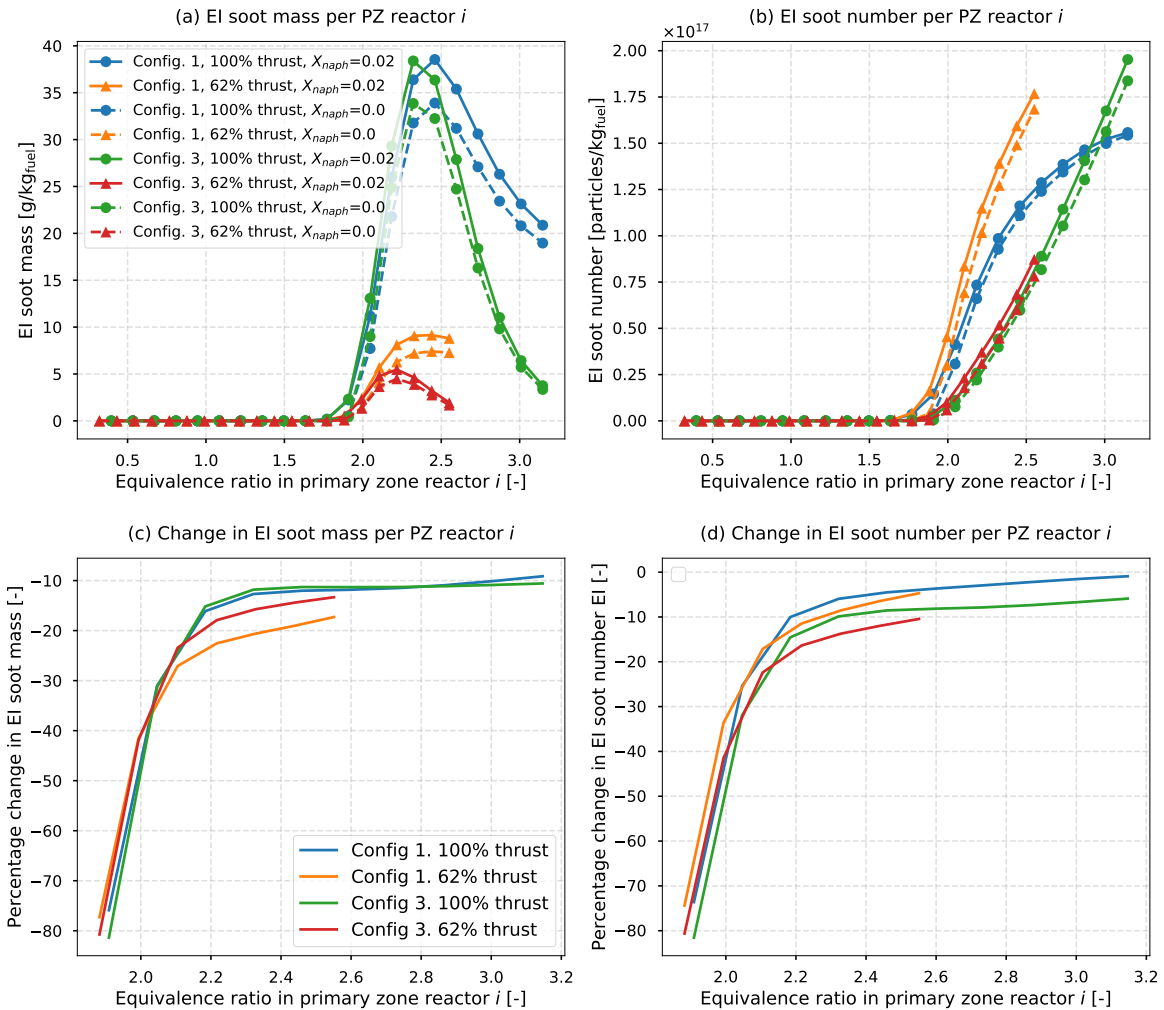 (a) EI soot mass per PZ reactor i
EI soot mass [g/kg_fuel]
40
35
30
25
20
15
10
5
0
Config. 1, 100% thrust, X_naph=0.02
Config. 1, 62% thrust, X_naph=0.02
Config. 1, 100% thrust, X_naph=0.0
Config. 1, 62% thrust, X_naph=0.0
Config. 3, 100% thrust, X_naph=0.02
Config. 3, 62% thrust, X_naph=0.02
Config. 3, 100% thrust, X_naph=0.0
Config. 3, 62% thrust, X_naph=0.0
0.5 1.0 1.5 2.0 2.5 3.0
Equivalence ratio in primary zone reactor i [-]
(b) EI soot number per PZ reactor i
×10^17
EI soot number [particles/kg_fuel]
2.00
1.75
1.50
1.25
1.00
0.75
0.50
0.25
0.00
0.5 1.0 1.5 2.0 2.5 3.0
Equivalence ratio in primary zone reactor i [-]
(c) Change in EI soot mass per PZ reactor i
Percentage change in EI soot mass [-]
−10
−20
−30
−40
−50
−60
−70
−80
Config 1. 100% thrust
Config 1. 62% thrust
Config 3. 100% thrust
Config 3. 62% thrust
2.0 2.2 2.4 2.6 2.8 3.0 3.2
Equivalence ratio in primary zone reactor i [-]
(d) Change in EI soot number per PZ reactor i
Percentage change in EI soot number EI [-]
0
−10
−20
−30
−40
−50
−60
−70
−80
2.0 2.2 2.4 2.6 2.8 3.0 3.2
Equivalence ratio in primary zone reactor i [-]